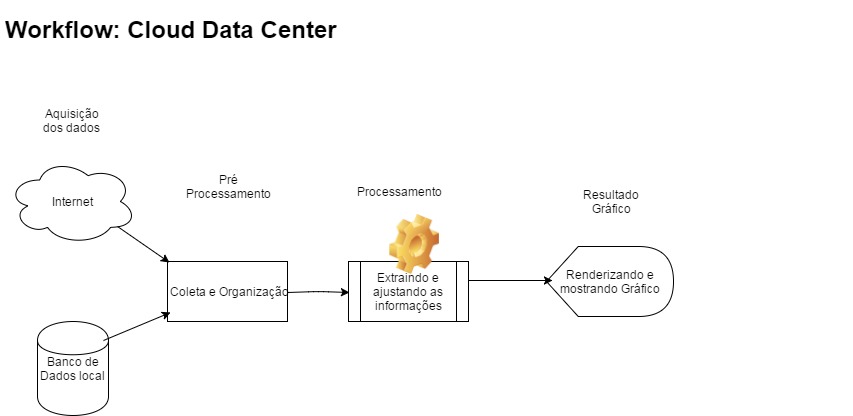 Workflow: Cloud Data Center
Aquisição
dos dados
Internet
Banco de
Dados local
Pré
Processamento
Coleta e Organização
Processamento
Extraindo e
ajustando as
informações
Resultado
Gráfico
Renderizando e
mostrando Gráfico